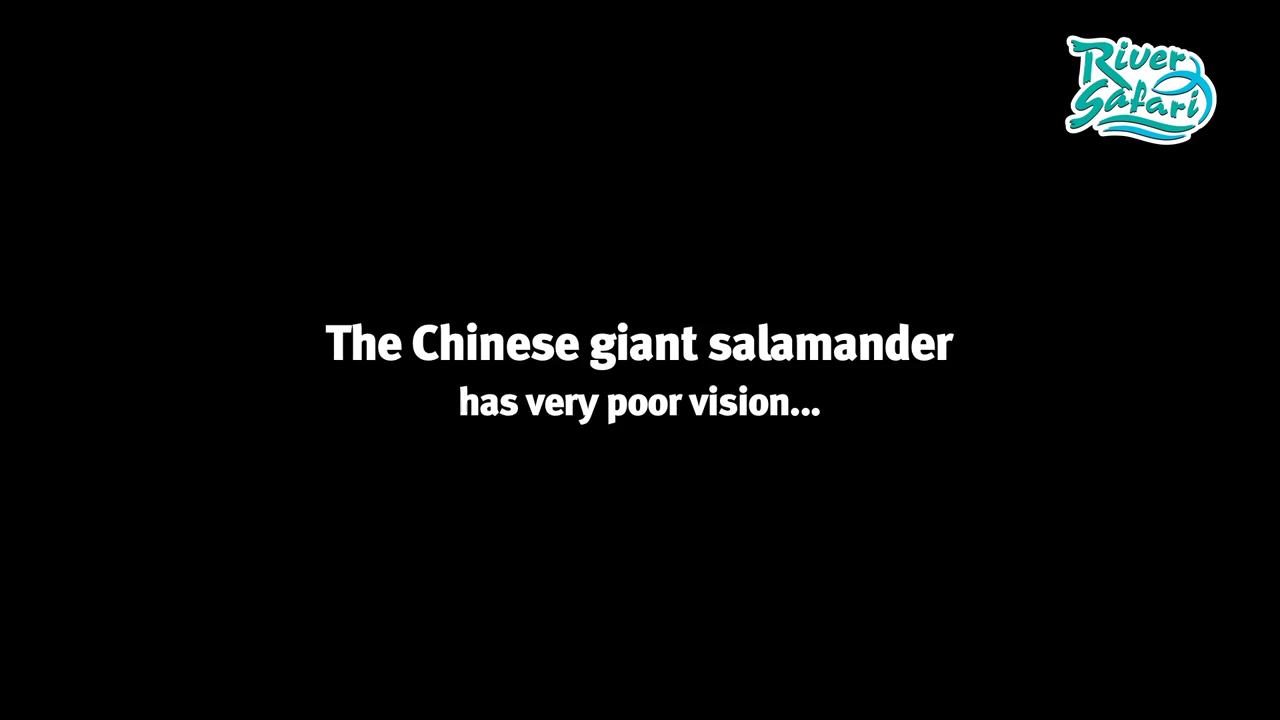 River
Safari
The Chinese giant salamander
has very poor vision...